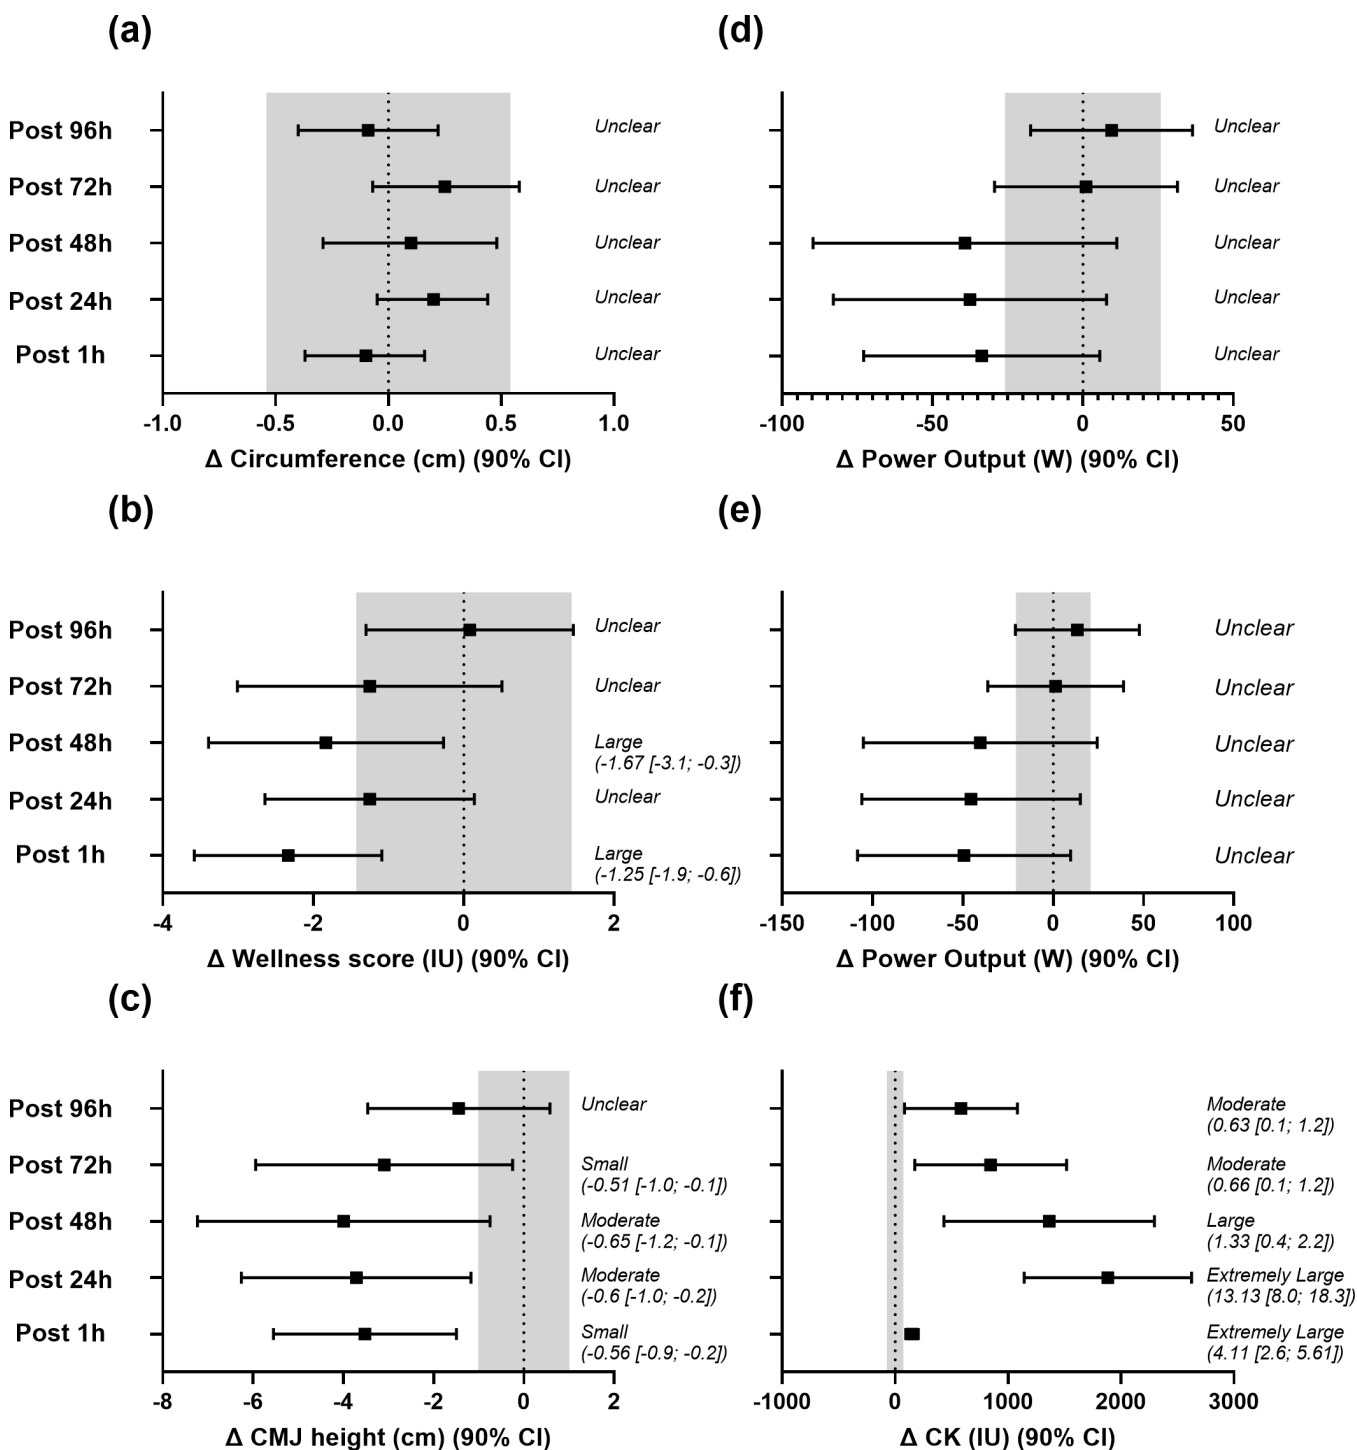 (a)
Post 96h
Post 72h
Post 48h
Post 24h
Post 1h
Unclear
Unclear
Unclear
Unclear
Unclear
-1.0 -0.5 0.0 0.5 1.0
Δ Circumference (cm) (90% CI)
(d)
Unclear
Unclear
Unclear
Unclear
Unclear
-100 -50 0 50
Δ Power Output (W) (90% CI)
(b)
Post 96h
Post 72h
Post 48h
Post 24h
Post 1h
Unclear
Unclear
Large
(-1.67 [-3.1; -0.3])
Unclear
Large
(-1.25 [-1.9; -0.6])
-4 -2 0 2
Δ Wellness score (IU) (90% CI)
(e)
Unclear
Unclear
Unclear
Unclear
Unclear
-150 -100 -50 0 50 100
Δ Power Output (W) (90% CI)
(c)
Post 96h
Post 72h
Post 48h
Post 24h
Post 1h
Unclear
Small
(-0.51 [-1.0; -0.1])
Moderate
(-0.65 [-1.2; -0.1])
Moderate
(-0.6 [-1.0; -0.2])
Small
(-0.56 [-0.9; -0.2])
-8 -6 -4 -2 0 2
Δ CMJ height (cm) (90% CI)
(f)
Moderate
(0.63 [0.1; 1.2])
Moderate
(0.66 [0.1; 1.2])
Large
(1.33 [0.4; 2.2])
Extremely Large
(13.13 [8.0; 18.3])
Extremely Large
(4.11 [2.6; 5.61])
-1000 0 1000 2000 3000
Δ CK (IU) (90% CI)